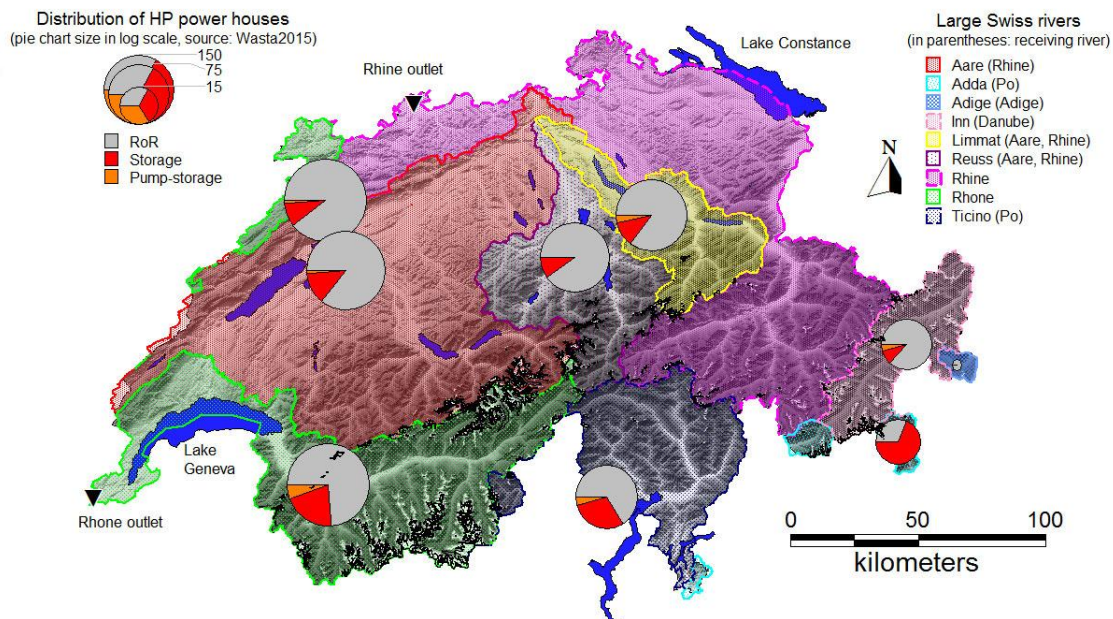 Distribution of HP power houses
(pie chart size in log scale, source: Wasta2015)
150
75
15
RoR
Storage
Pump-storage
Rhine outlet
Lake Constance
Large Swiss rivers
(in parentheses: receiving river)
Aare (Rhine)
Adda (Po)
Adige (Adige)
Inn (Danube)
Limmat (Aare, Rhine)
Reuss (Aare, Rhine)
Rhine
Rhone
Ticino (Po)
N
Lake
Geneva
Rhone outlet
0 50 100
kilometers